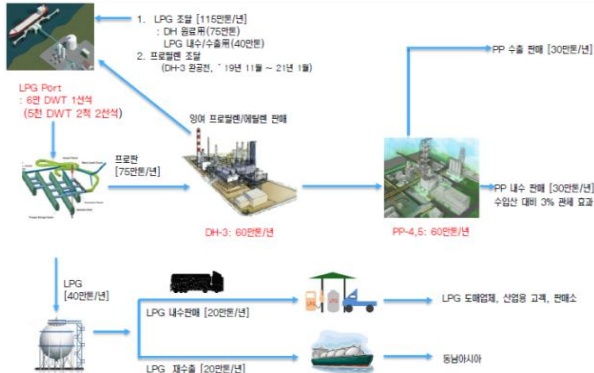 1. LPG 조달 [115만톤/년]
: DH 원료用(75만톤)
LPG 내수/수출用(40만톤)
2. 프로필렌 조달
(DH-3 완공전, `19년 11월 ~ 21년 1월)
PP 수출 판매 [30만톤/년]
LPG Port
: 6만 DWT 1선석
(5천 DWT 2척 2선석)
잉여 프로필렌/에틸렌 판매
프로판
[75만톤/년]
PP 내수 판매 [30만톤/년]
수입산 대비 3% 관세 효과
DH-3: 60만톤/년
PP-4,5: 60만톤/년
LPG
[40만톤/년]
LPG 내수판매 [20만톤/년]
LPG 도매업체, 산업용 고객, 판매소
동남아시아
LPG 재수출 [20만톤/년]